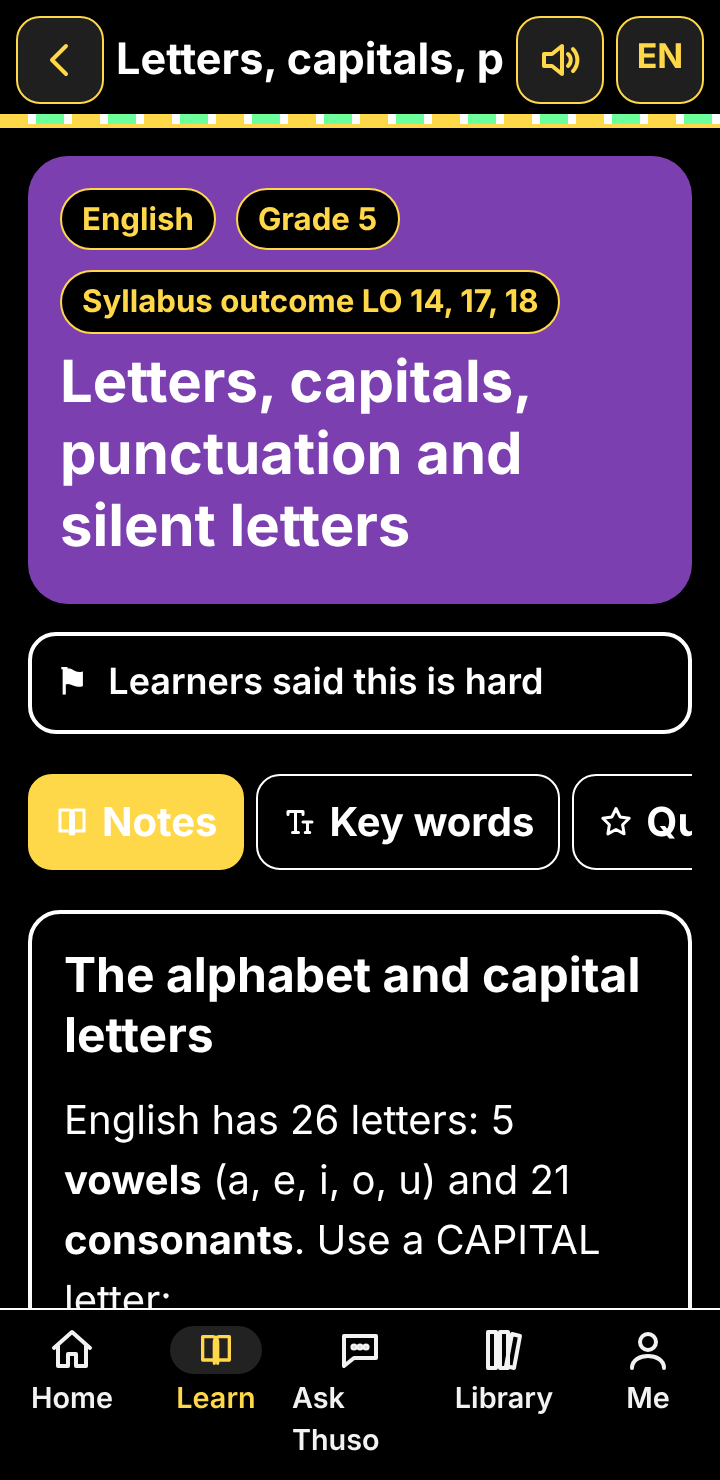 Letters, capitals, p
EN
English
Grade 5
Syllabus outcome LO 14, 17, 18
Letters, capitals,
punctuation and
silent letters
Learners said this is hard
Notes
Key words
Qu
The alphabet and capital
letters
English has 26 letters: 5
vowels (a, e, i, o, u) and 21
consonants. Use a CAPITAL
letter:
Home
Learn
Ask
Thuso
Library
Me